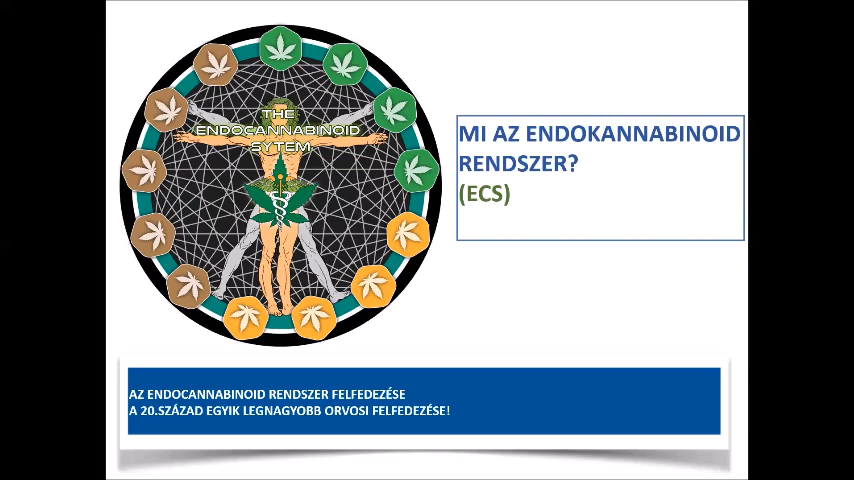 THE
ENDOCANNABINOID
SYTEM
MI AZ ENDOKANNABINOID
RENDSZER?
(ECS)
AZ ENDOCANNABINOID RENDSZER FELFEDEZÉSE
A 20.SZÁZAD EGYIK LEGNAGYOBB ORVOSI FELFEDEZÉSE!